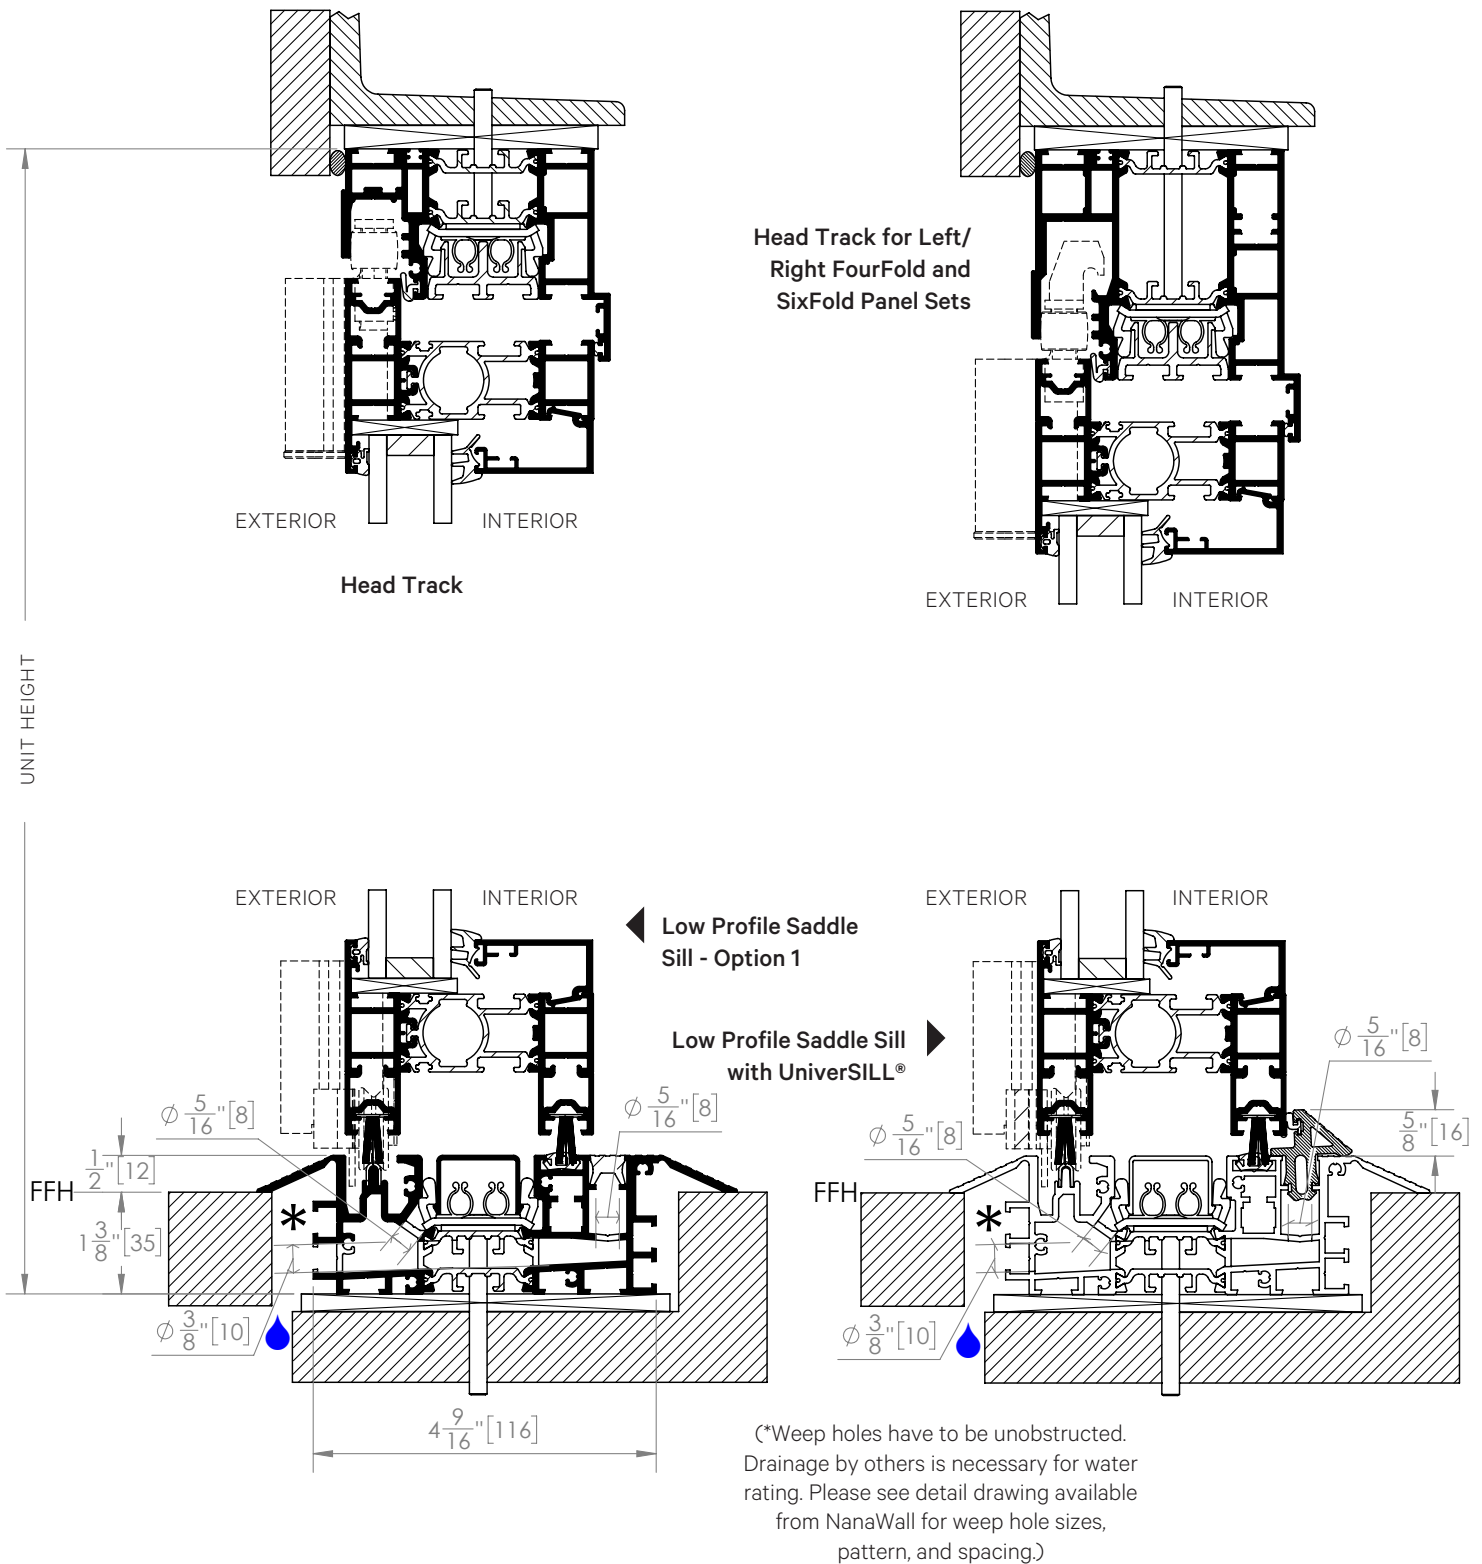 Head Track for Left/
Right FourFold and
SixFold Panel Sets
EXTERIOR INTERIOR
Head Track
EXTERIOR INTERIOR
UNIT HEIGHT
EXTERIOR INTERIOR
Low Profile Saddle
Sill - Option 1
EXTERIOR INTERIOR
Low Profile Saddle Sill
with UniverSILL®
Ø 5/16"[8]
Ø 5/16"[8]
1/2"[12]
FFH
*
1 3/8"[35]
Ø 3/8"[10]
4 9/16"[116]
Ø 5/16"[8]
Ø 5/16"[8]
5/8"[16]
FFH
*
Ø 3/8"[10]
(*Weep holes have to be unobstructed.
Drainage by others is necessary for water
rating. Please see detail drawing available
from NanaWall for weep hole sizes,
pattern, and spacing.)